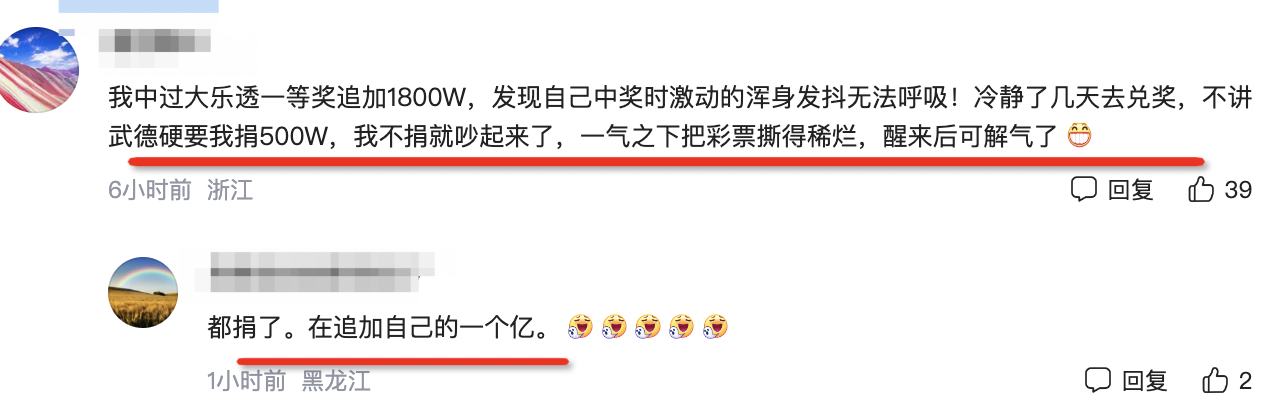 我中过大乐透一等奖追加1800W，发现自己中奖时激动的浑身发抖无法呼吸！冷静了几天去兑奖，不讲
武德硬要我捐500W，我不捐就吵起来了，一气之下把彩票撕得稀烂，醒来后可解气了
6小时前 浙江 回复 39
都捐了。在追加自己的一个亿。
1小时前 黑龙江 回复 2